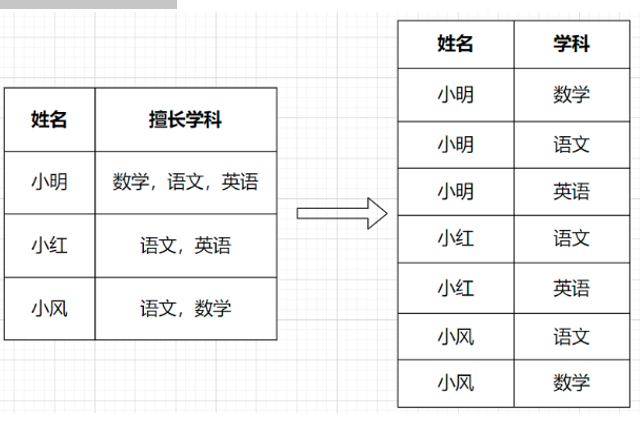 姓名 擅长学科
小明 数学，语文，英语
小红 语文，英语
小风 语文，数学
姓名 学科
小明 数学
小明 语文
小明 英语
小红 语文
小红 英语
小风 语文
小风 数学